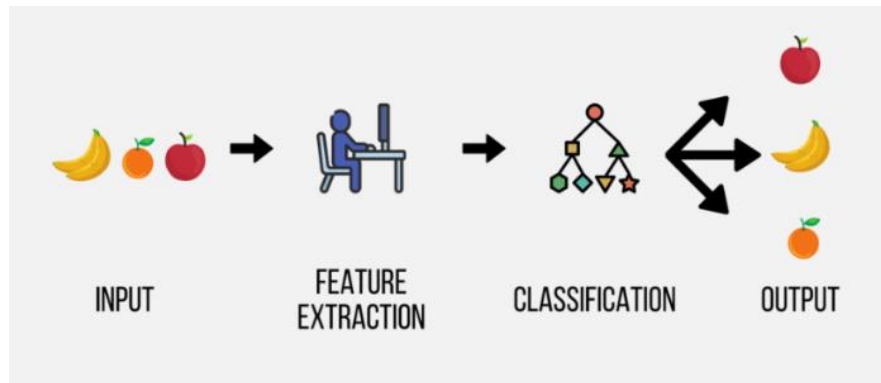 INPUT
FEATURE
EXTRACTION
CLASSIFICATION
OUTPUT